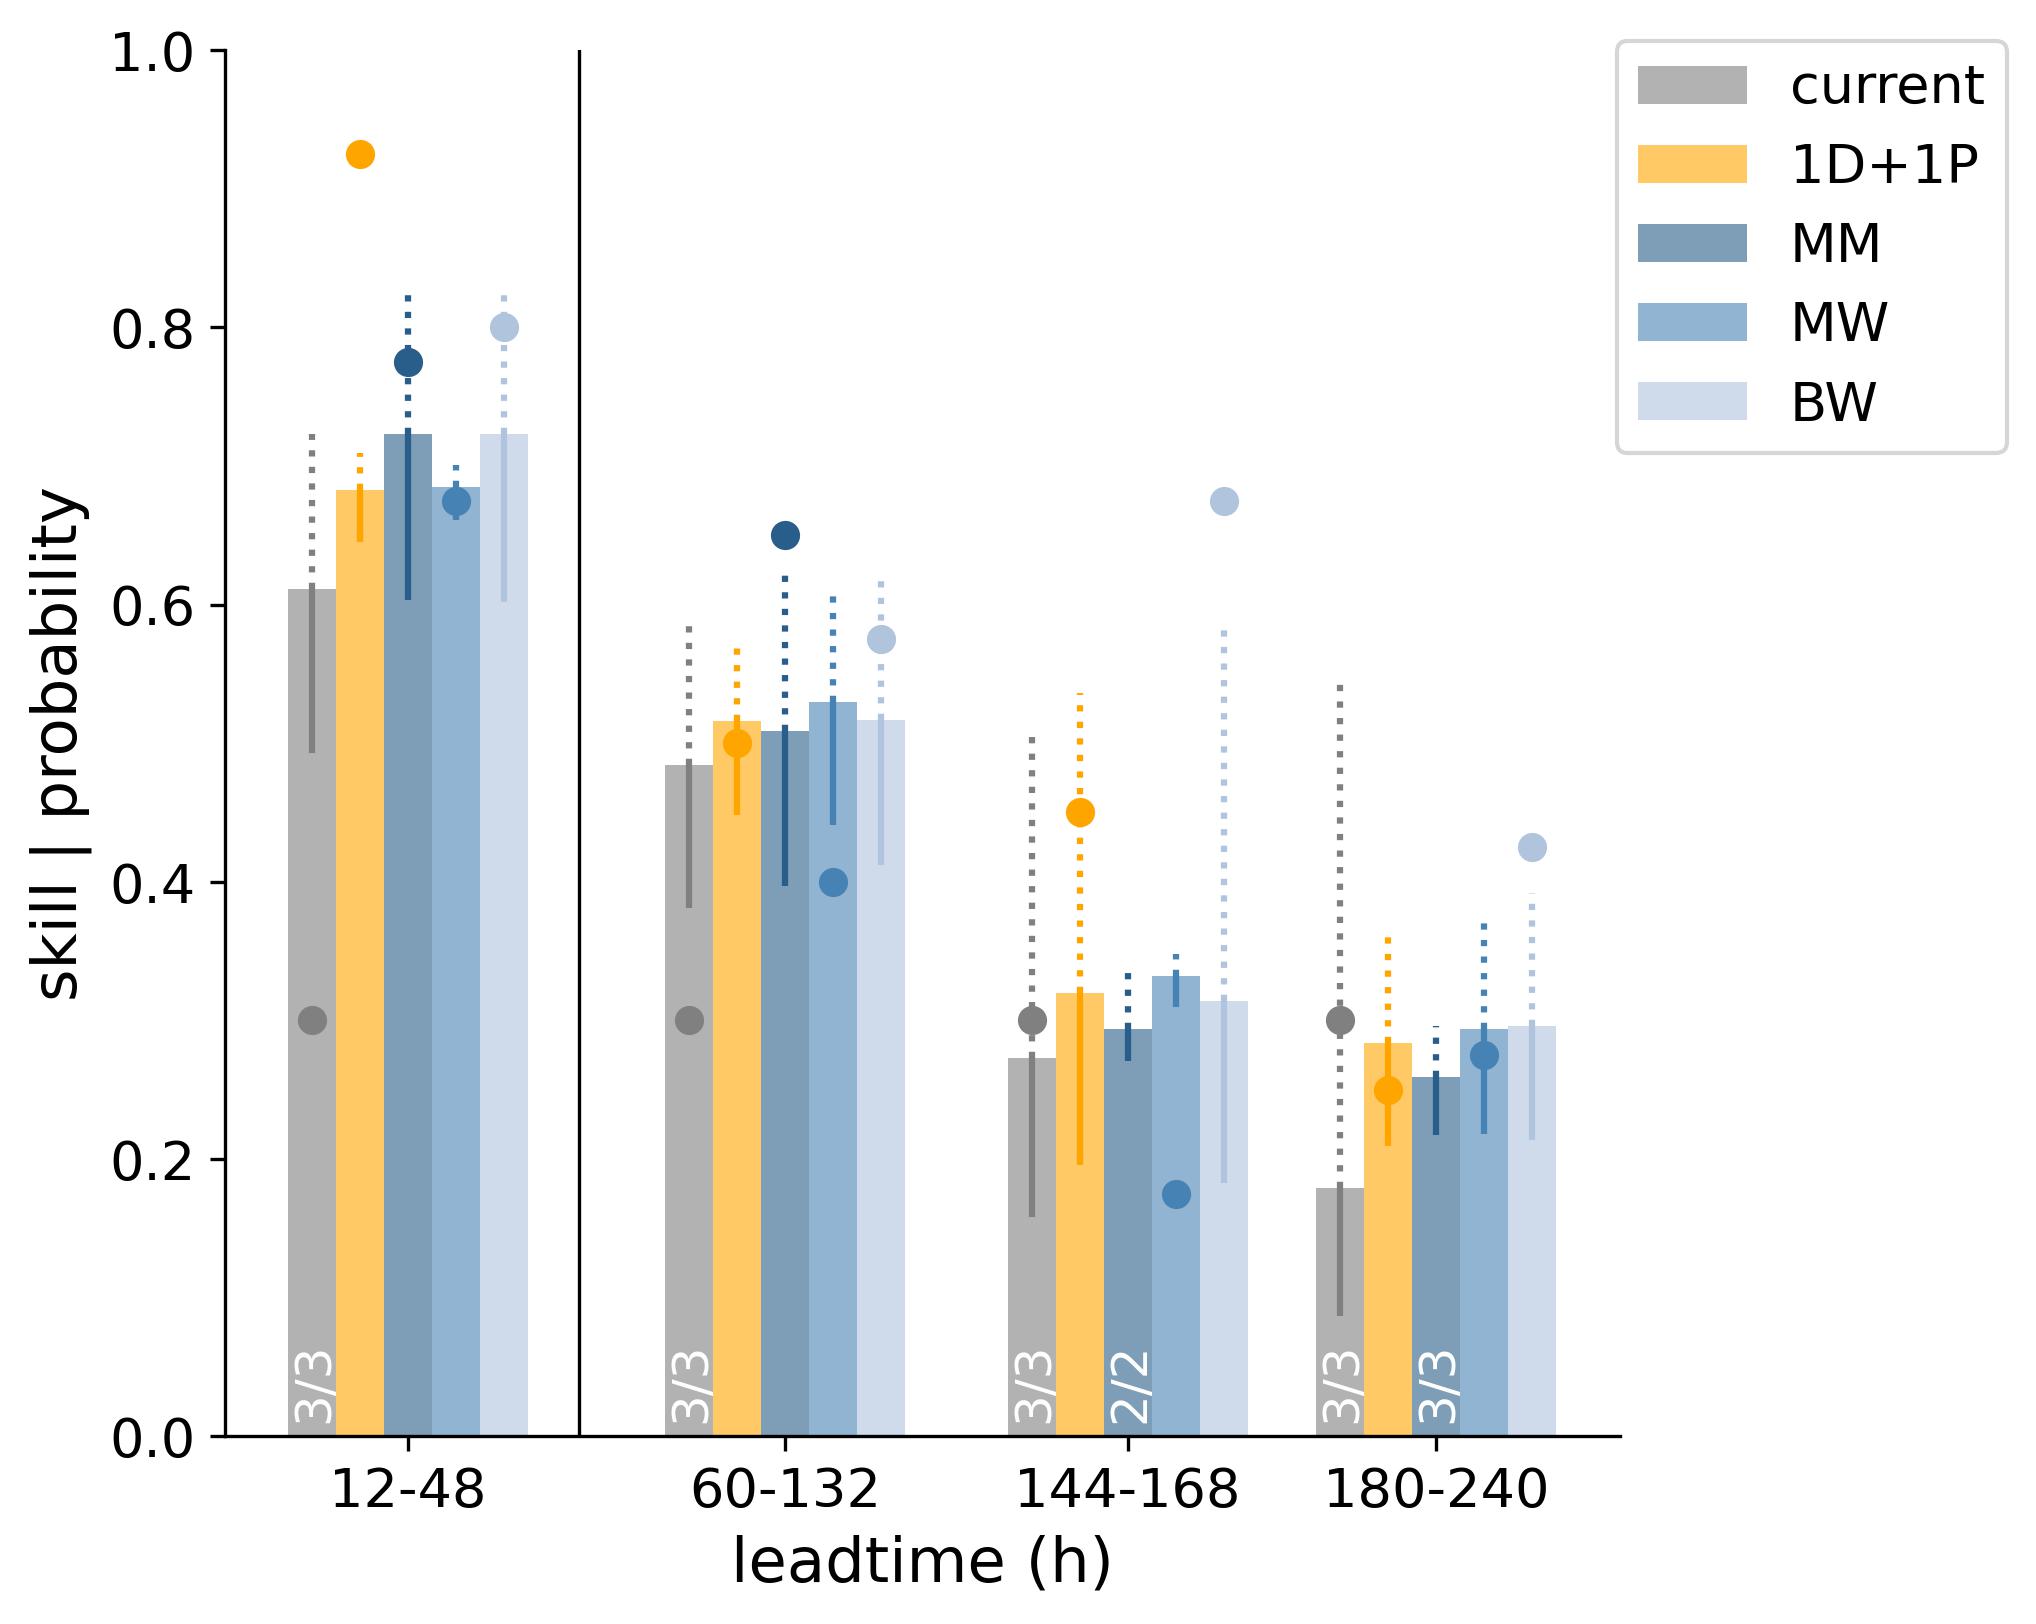 1.0
0.8
0.6
0.4
0.2
0.0
skill | probability
3/3
3/3
3/3
2/2
3/3
3/3
12-48
60-132
144-168
180-240
leadtime (h)
current
1D+1P
MM
MW
BW